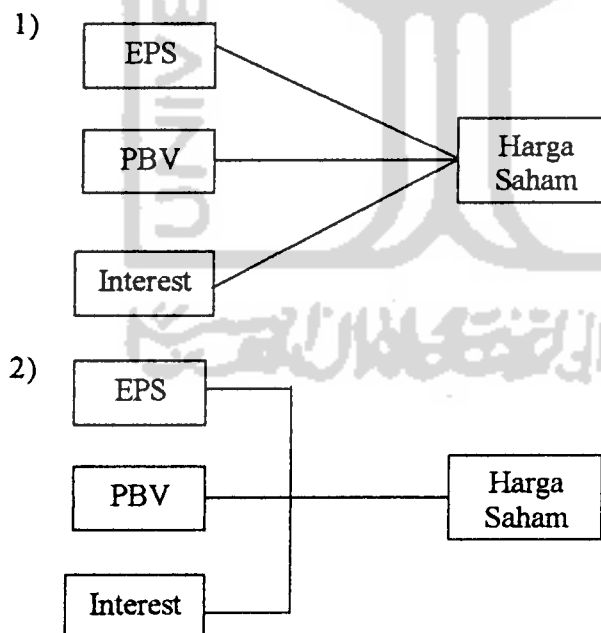 1)
EPS
PBV
Harga
Saham
Interest
2)
EPS
PBV
Harga
Saham
Interest